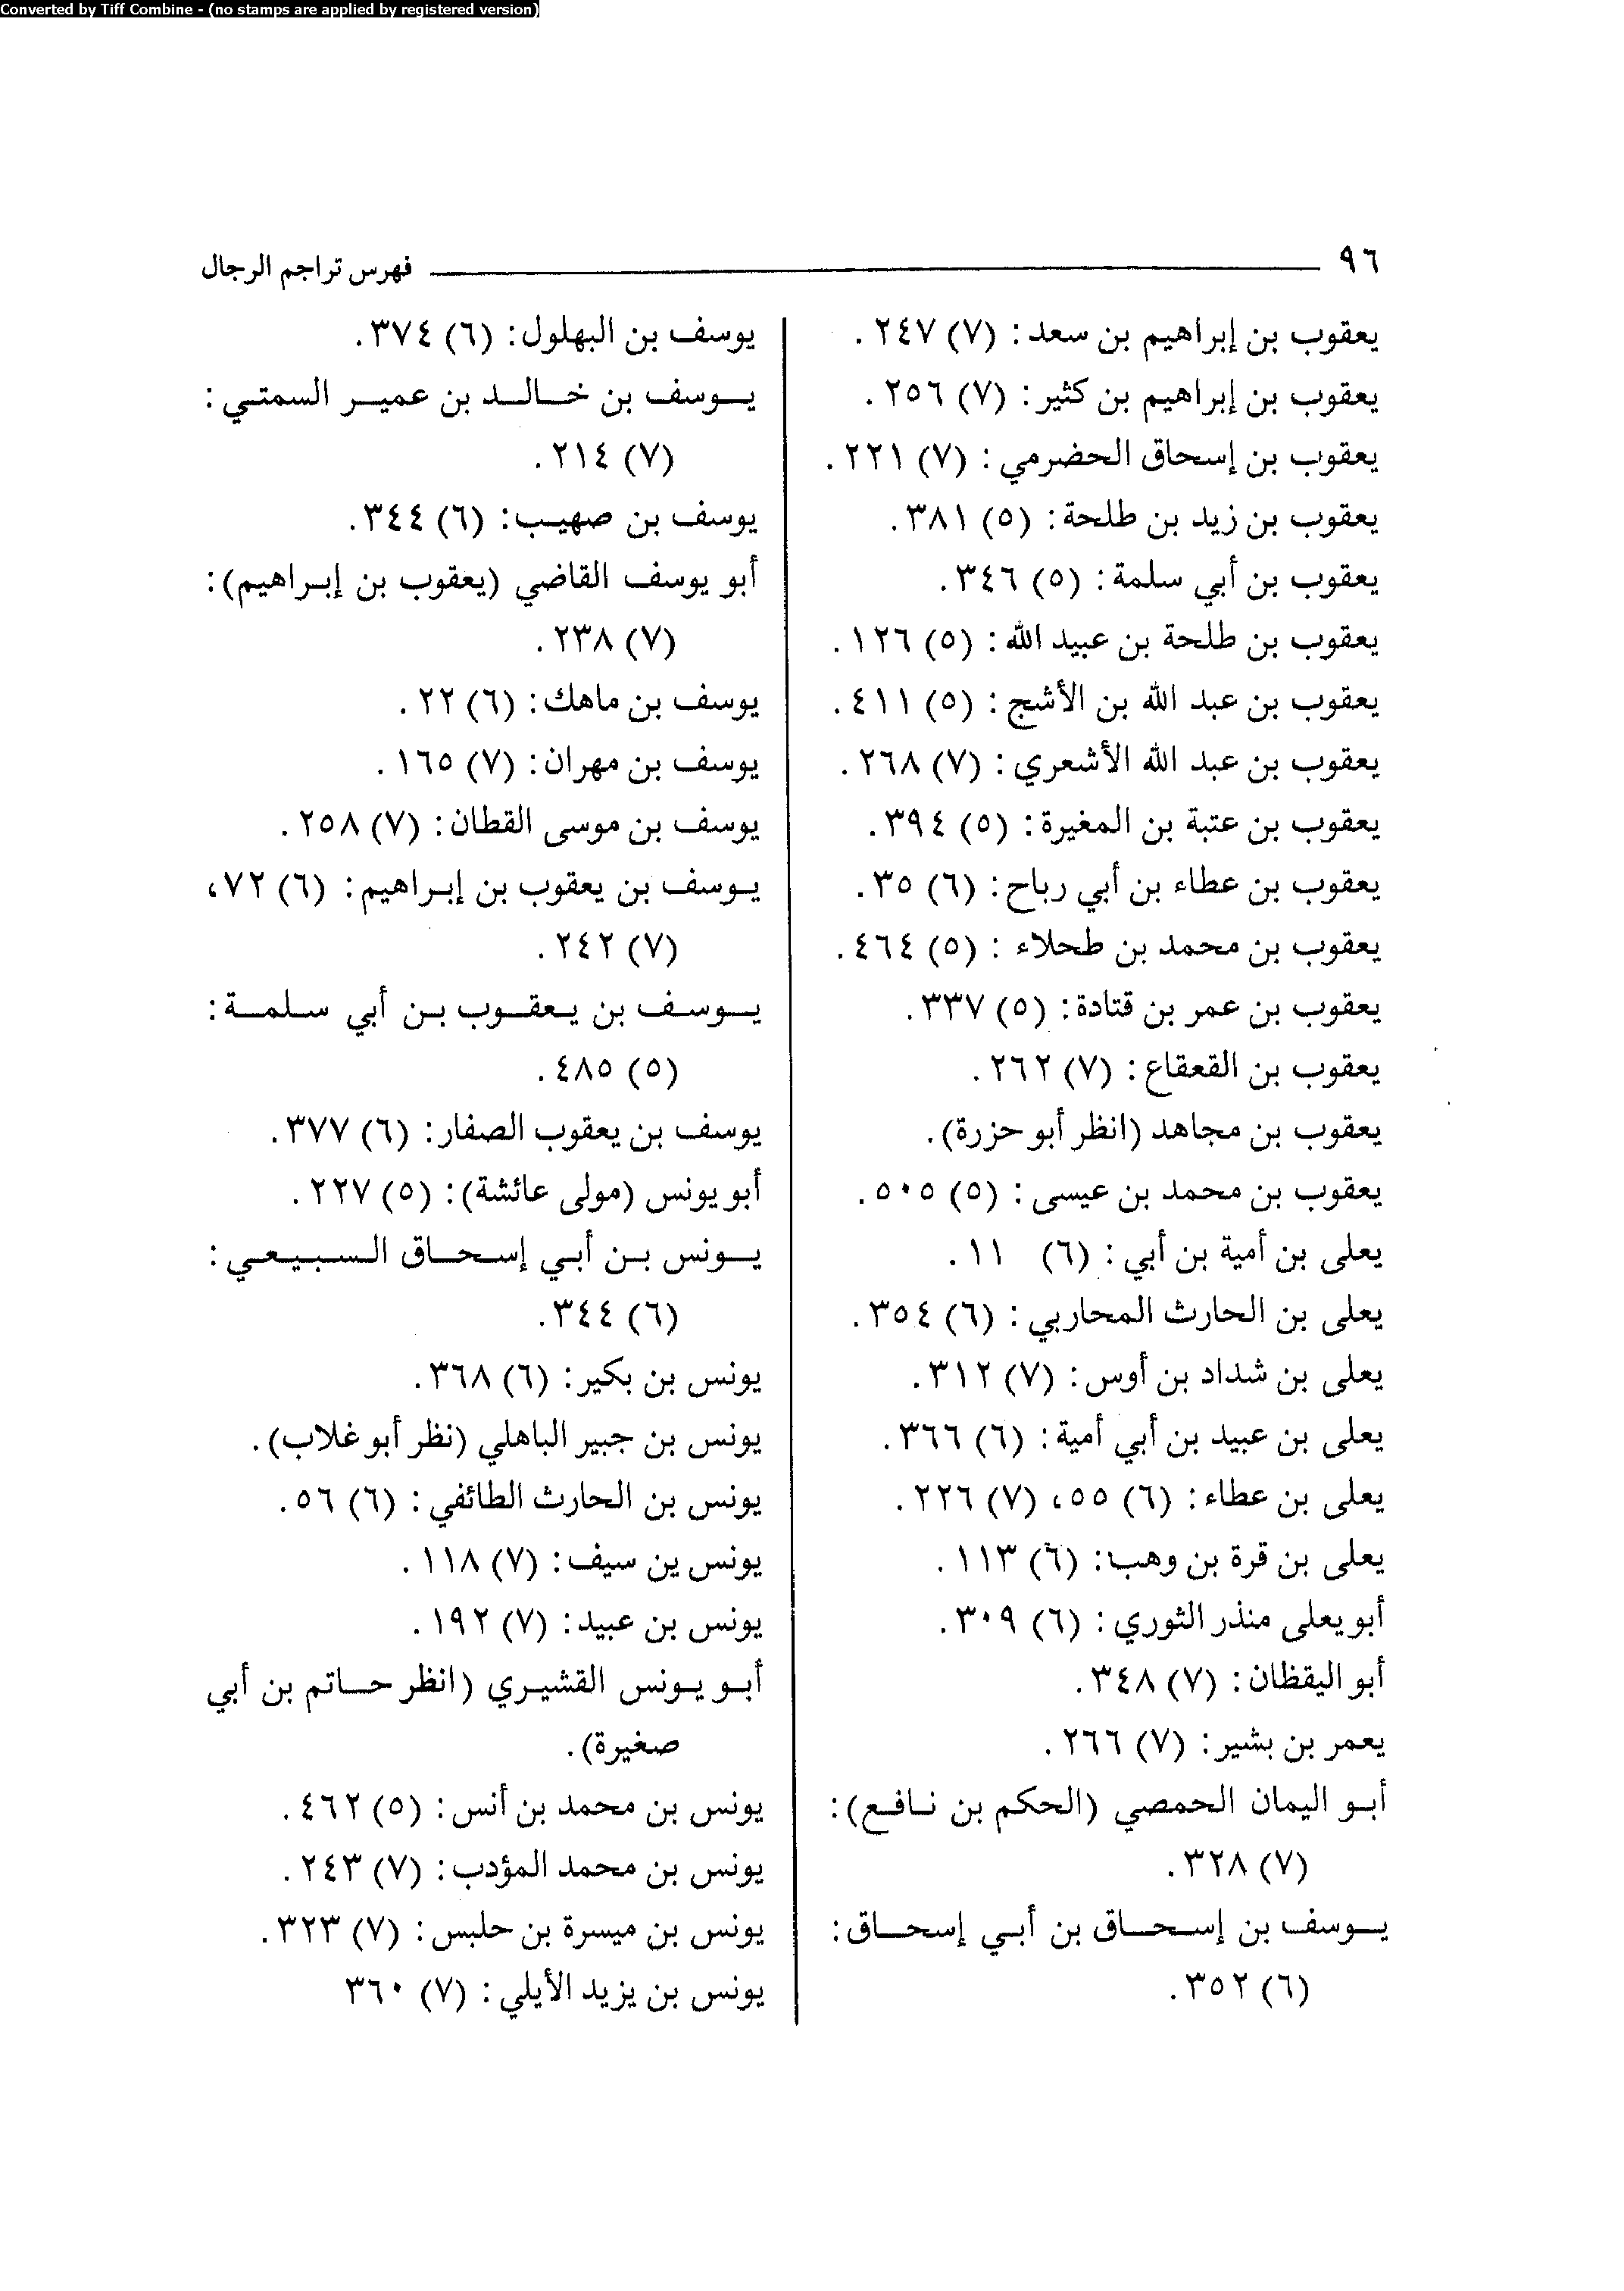 Converted by Tiff Combine - (no stamps are applied by registered version)
٩٦ فهرس تراجم الرجال
يعقوب بن إبراهيم بن سعد: (٧) ٢٤٧.
يعقوب بن إبراهيم بن كثير: (٧) ٢٥٦.
يعقوب بن إسحاق الحضرمي: (٧) ٢٢١.
يعقوب بن زيد بن طلحة: (٥) ٣٨١.
يعقوب بن أبي سلمة: (٥) ٣٤٦.
يعقوب بن طلحة بن عبيد الله: (٥) ١٢٦.
يعقوب بن عبد الله بن الأشج: (٥) ٤١١.
يعقوب بن عبد الله الأشعري: (٧) ٢٦٨.
يعقوب بن عتبة بن المغيرة: (٥) ٣٩٤.
يعقوب بن عطاء بن أبي رباح: (٦) ٣٥.
يعقوب بن محمد بن طحلاء: (٥) ٤٦٤.
يعقوب بن عمر بن قتادة: (٥) ٣٣٧.
يعقوب بن القعقاع: (٧) ٢٦٢.
يعقوب بن مجاهد (انظر أبو حزرة).
يعقوب بن محمد بن عيسى: (٥) ٥٠٥.
يعلى بن أمية بن أبي: (٦) ١١.
يعلى بن الحارث المحاربي: (٦) ٣٥٤.
يعلى بن شداد بن أوس: (٧) ٣١٢.
يعلى بن عبيد بن أبي أمية: (٦) ٣٦٦.
يعلى بن عطاء: (٦) ٥٥، (٧) ٢٢٦.
يعلى بن قرة بن وهب: (٦) ١١٣.
أبو يعلى منذر الثوري: (٦) ٣٠٩.
أبو اليقظان: (٧) ٣٤٨.
يعمر بن بشير: (٧) ٢٦٦.
أبو اليمان الحمصي (الحكم بن نافع):
(٧) ٣٢٨.
يوسف بن إسحاق بن أبي إسحاق:
(٦) ٣٥٢.
يوسف بن البهلول: (٦) ٣٧٤.
يوسف بن خالد بن عمير السمتي:
(٧) ٢١٤.
يوسف بن صهيب: (٦) ٣٤٤.
أبو يوسف القاضي (يعقوب بن إبراهيم):
(٧) ٢٣٨.
يوسف بن ماهك: (٦) ٢٢.
يوسف بن مهران: (٧) ١٦٥.
يوسف بن موسى القطان: (٧) ٢٥٨.
يوسف بن يعقوب بن إبراهيم: (٦) ٧٢،
(٧) ٢٤٢.
يوسف بن يعقوب بن أبي سلمة:
(٥) ٤٨٥.
يوسف بن يعقوب الصفار: (٦) ٣٧٧.
أبو يونس (مولى عائشة): (٥) ٢٢٧.
يونس بن أبي إسحاق السبيعي:
(٦) ٣٤٤.
يونس بن بكير: (٦) ٣٦٨.
يونس بن جبير الباهلي (نظر أبو غلاب).
يونس بن الحارث الطائفي: (٦) ٥٦.
يونس ين سيف: (٧) ١١٨.
يونس بن عبيد: (٧) ١٩٢.
أبو يونس القشيري (انظر حاتم بن أبي
صغيرة).
يونس بن محمد بن أنس: (٥) ٤٦٢.
يونس بن محمد المؤدب: (٧) ٢٤٣.
يونس بن ميسرة بن حلبس: (٧) ٣٢٣.
يونس بن يزيد الأيلي: (٧) ٣٦٠